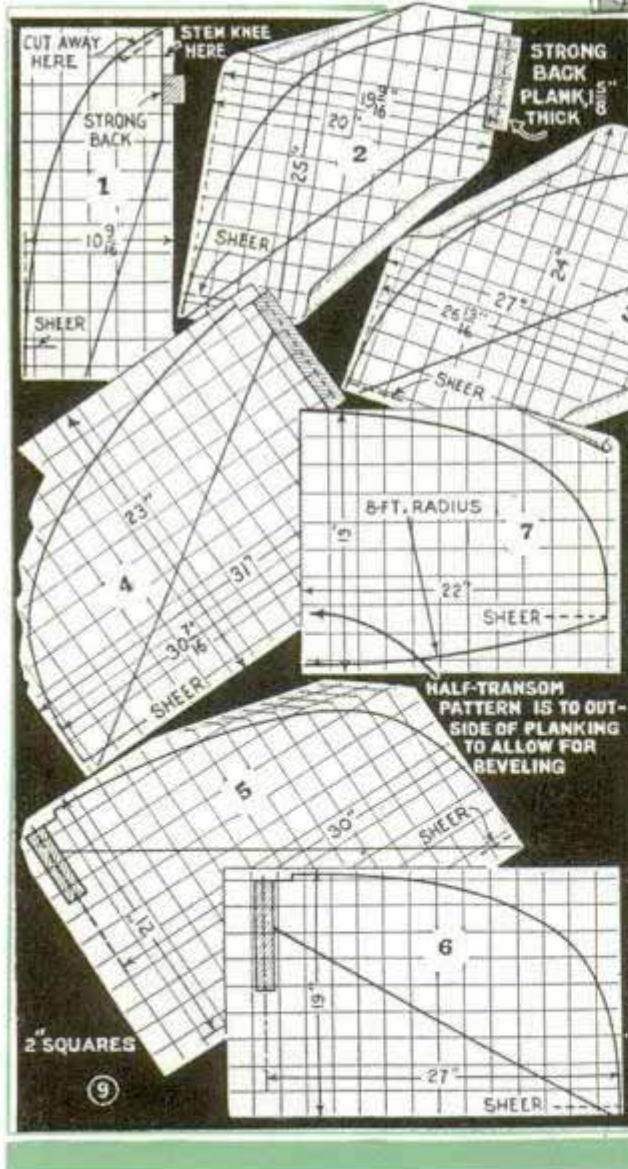 CUT AWAY
HERE
STEM KNEE
HERE
STRONG
BACK
1
10 9/16
SHEER
19 9/16"
20"
2
25"
SHEER
STRONG
BACK
PLANK, 1 5/8"
THICK
24"
27"
26 13/16"
SHEER
23"
4
31"
30 7/16"
SHEER
8-FT. RADIUS
7
22"
SHEER
HALF-TRANSOM
PATTERN IS TO OUT-
SIDE OF PLANKING
TO ALLOW FOR
BEVELING
5
30"
SHEER
21"
6
19"
27"
SHEER
2" SQUARES
9